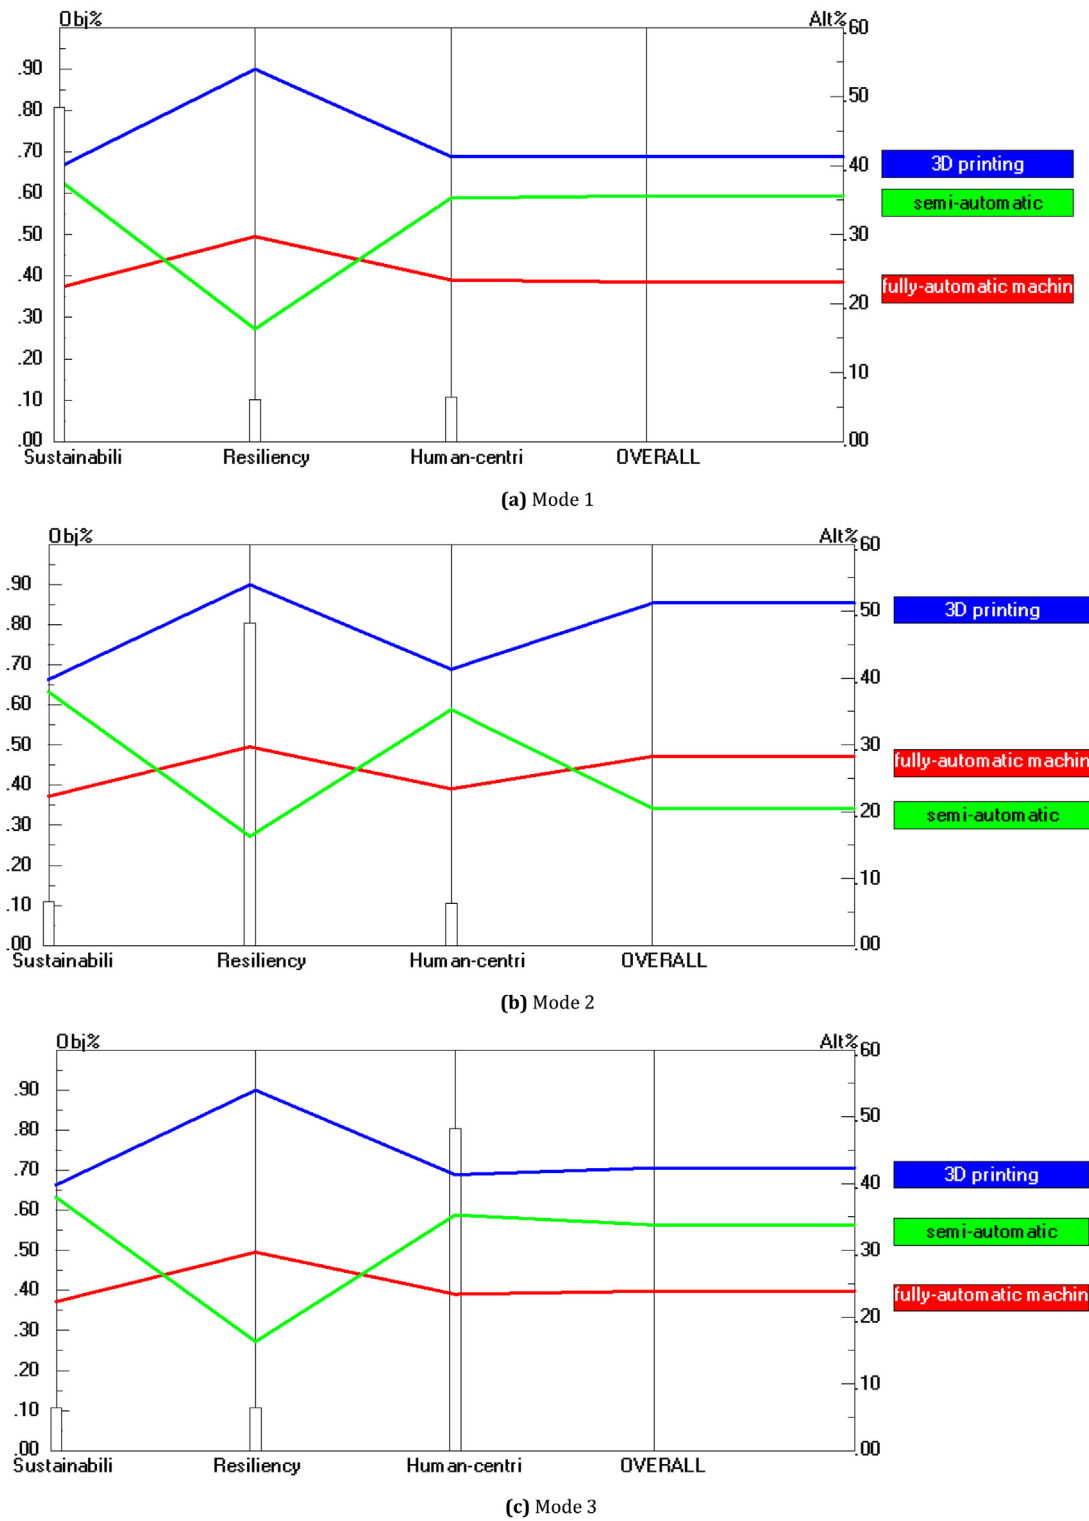 Obj% Alt%
.60
.90
.50
.80
.70
.40
3D printing
.60
semi-automatic
.50
.30
.40
fully-automatic machin
.20
.30
.20
.10
.10
.00 .00
Sustainabili Resiliency Human-centri OVERALL
(a) Mode 1
Obj% Alt%
.60
.90
.50
3D printing
.80
.70
.40
.60
.50
.30
fully-automatic machin
.40
.20
semi-automatic
.30
.20
.10
.10
.00 .00
Sustainabili Resiliency Human-centri OVERALL
(b) Mode 2
Obj% Alt%
.60
.90
.50
.80
.70
.40
3D printing
.60
semi-automatic
.50
.30
.40
fully-automatic machin
.20
.30
.20
.10
.10
.00 .00
Sustainabili Resiliency Human-centri OVERALL
(c) Mode 3